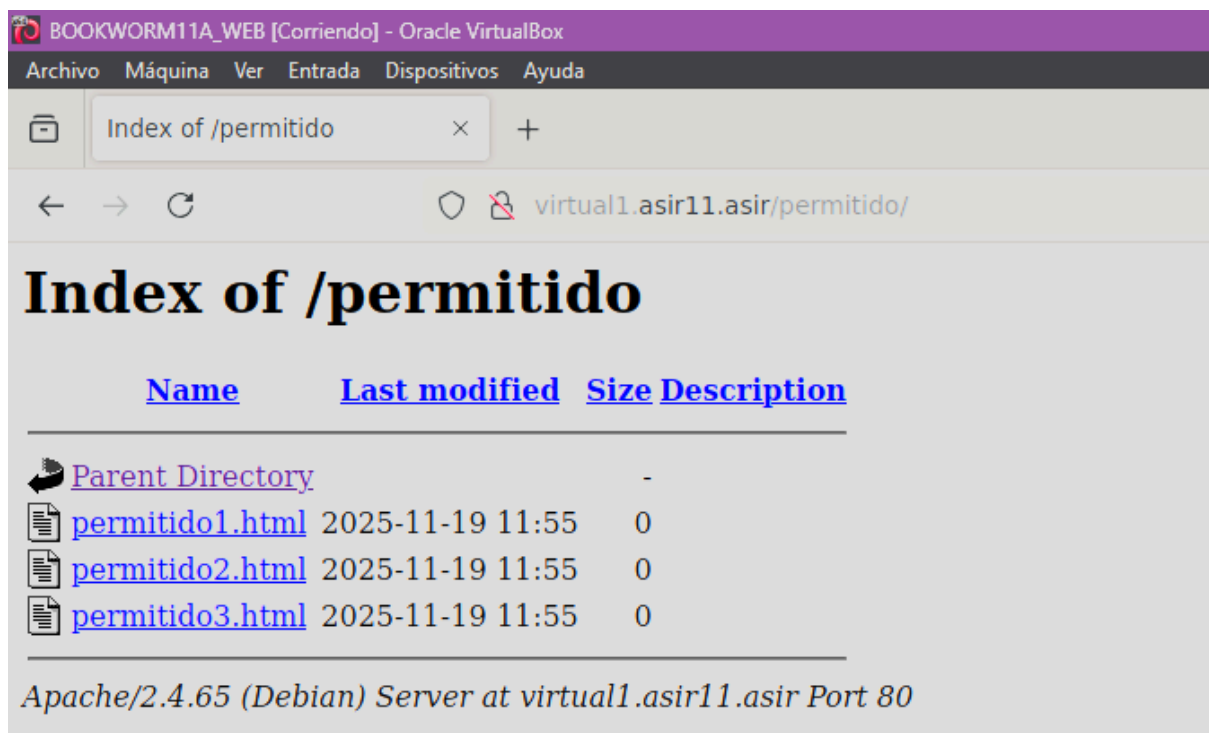 BOOKWORM11A_WEB [Corriendo] - Oracle VirtualBox
Archivo Máquina Ver Entrada Dispositivos Ayuda
Index of /permitido
virtual1.asir11.asir/permitido/
Index of /permitido
Name Last modified Size Description
Parent Directory -
permitido1.html 2025-11-19 11:55 0
permitido2.html 2025-11-19 11:55 0
permitido3.html 2025-11-19 11:55 0
Apache/2.4.65 (Debian) Server at virtual1.asir11.asir Port 80